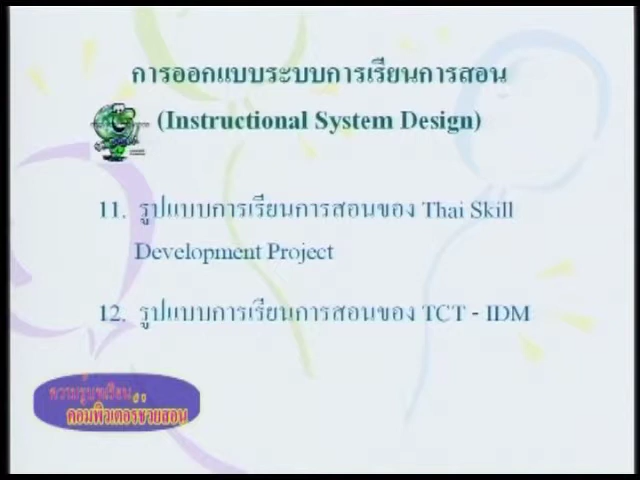 การออกแบบระบบการเรียนการสอน
(Instructional System Design)
11. รูปแบบการเรียนการสอนของ Thai Skill
Development Project
12. รูปแบบการเรียนการสอนของ TCT - IDM
ความรู้บทเรียน
คอมพิวเตอร์ช่วยสอน